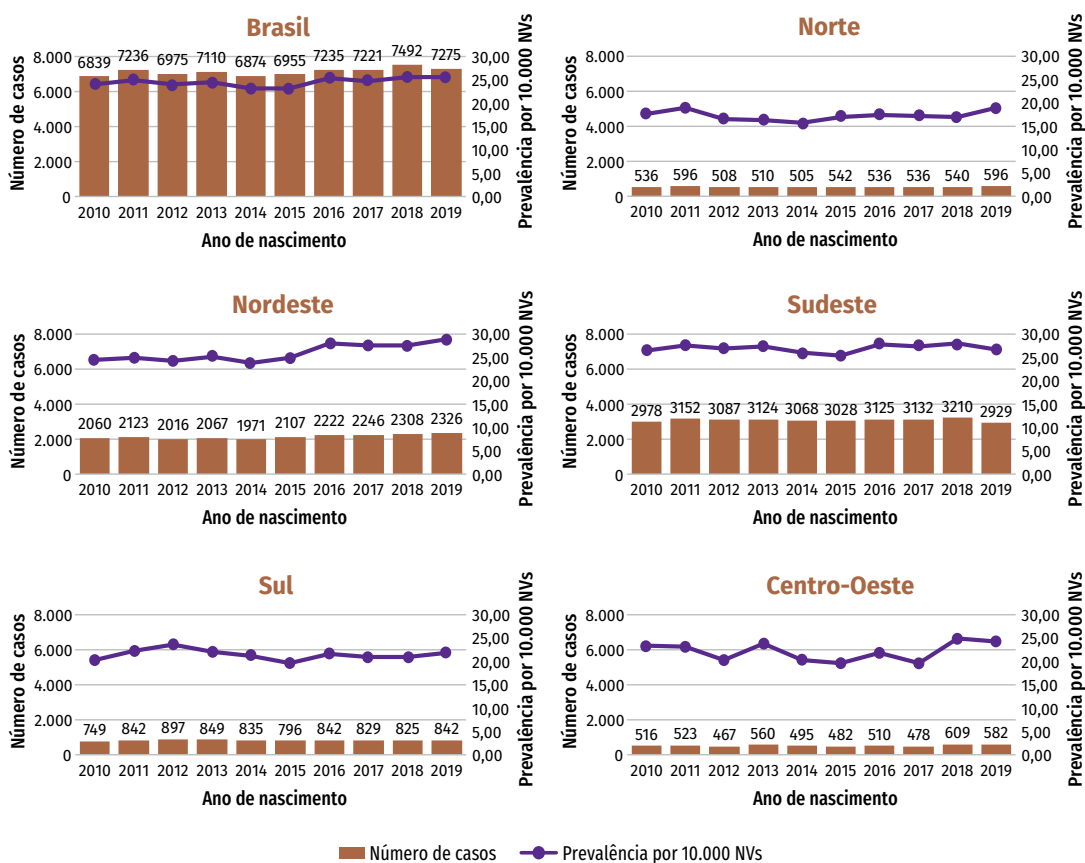 Brasil
Número de casos
8.000
6.000
4.000
2.000
0
6839 7236 6975 7110 6874 6955 7235 7221 7492 7275
30,00
25,00
20,00
15,00
10,00
5,00
0,00
Prevalência por 10.000 NVs
2010 2011 2012 2013 2014 2015 2016 2017 2018 2019
Ano de nascimento
Norte
Número de casos
8.000
6.000
4.000
2.000
0
536 596 508 510 505 542 536 536 540 596
30,00
25,00
20,00
15,00
10,00
5,00
0,00
Prevalência por 10.000 NVs
2010 2011 2012 2013 2014 2015 2016 2017 2018 2019
Ano de nascimento
Nordeste
Número de casos
8.000
6.000
4.000
2.000
0
2060 2123 2016 2067 1971 2107 2222 2246 2308 2326
30,00
25,00
20,00
15,00
10,00
5,00
0,00
Prevalência por 10.000 NVs
2010 2011 2012 2013 2014 2015 2016 2017 2018 2019
Ano de nascimento
Sudeste
Número de casos
8.000
6.000
4.000
2.000
0
2978 3152 3087 3124 3068 3028 3125 3132 3210 2929
30,00
25,00
20,00
15,00
10,00
5,00
0,00
Prevalência por 10.000 NVs
2010 2011 2012 2013 2014 2015 2016 2017 2018 2019
Ano de nascimento
Sul
Número de casos
8.000
6.000
4.000
2.000
0
749 842 897 849 835 796 842 829 825 842
30,00
25,00
20,00
15,00
10,00
5,00
0,00
Prevalência por 10.000 NVs
2010 2011 2012 2013 2014 2015 2016 2017 2018 2019
Ano de nascimento
Centro-Oeste
Número de casos
8.000
6.000
4.000
2.000
0
516 523 467 560 495 482 510 478 609 582
30,00
25,00
20,00
15,00
10,00
5,00
0,00
Prevalência por 10.000 NVs
2010 2011 2012 2013 2014 2015 2016 2017 2018 2019
Ano de nascimento
Número de casos Prevalência por 10.000 NVs